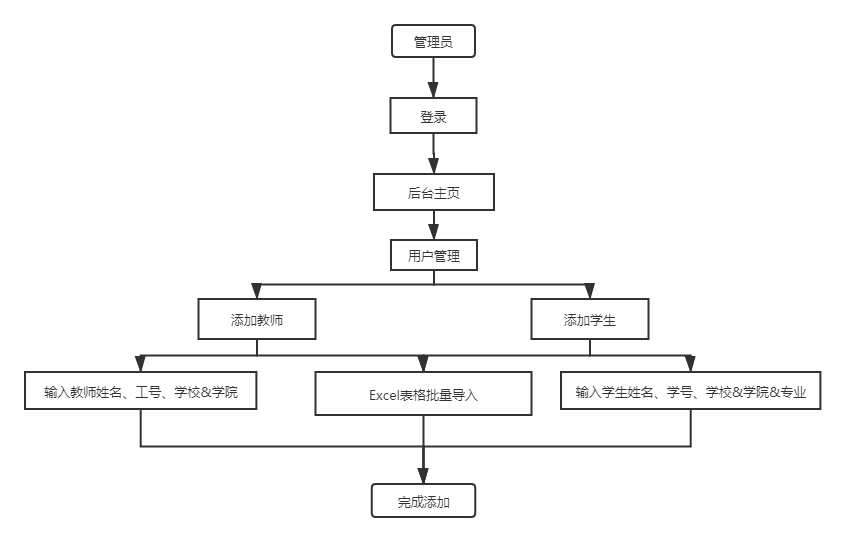 管理员
登录
后台主页
用户管理
添加教师
添加学生
输入教师姓名、工号、学校&学院
Excel表格批量导入
输入学生姓名、学号、学校&学院&专业
完成添加